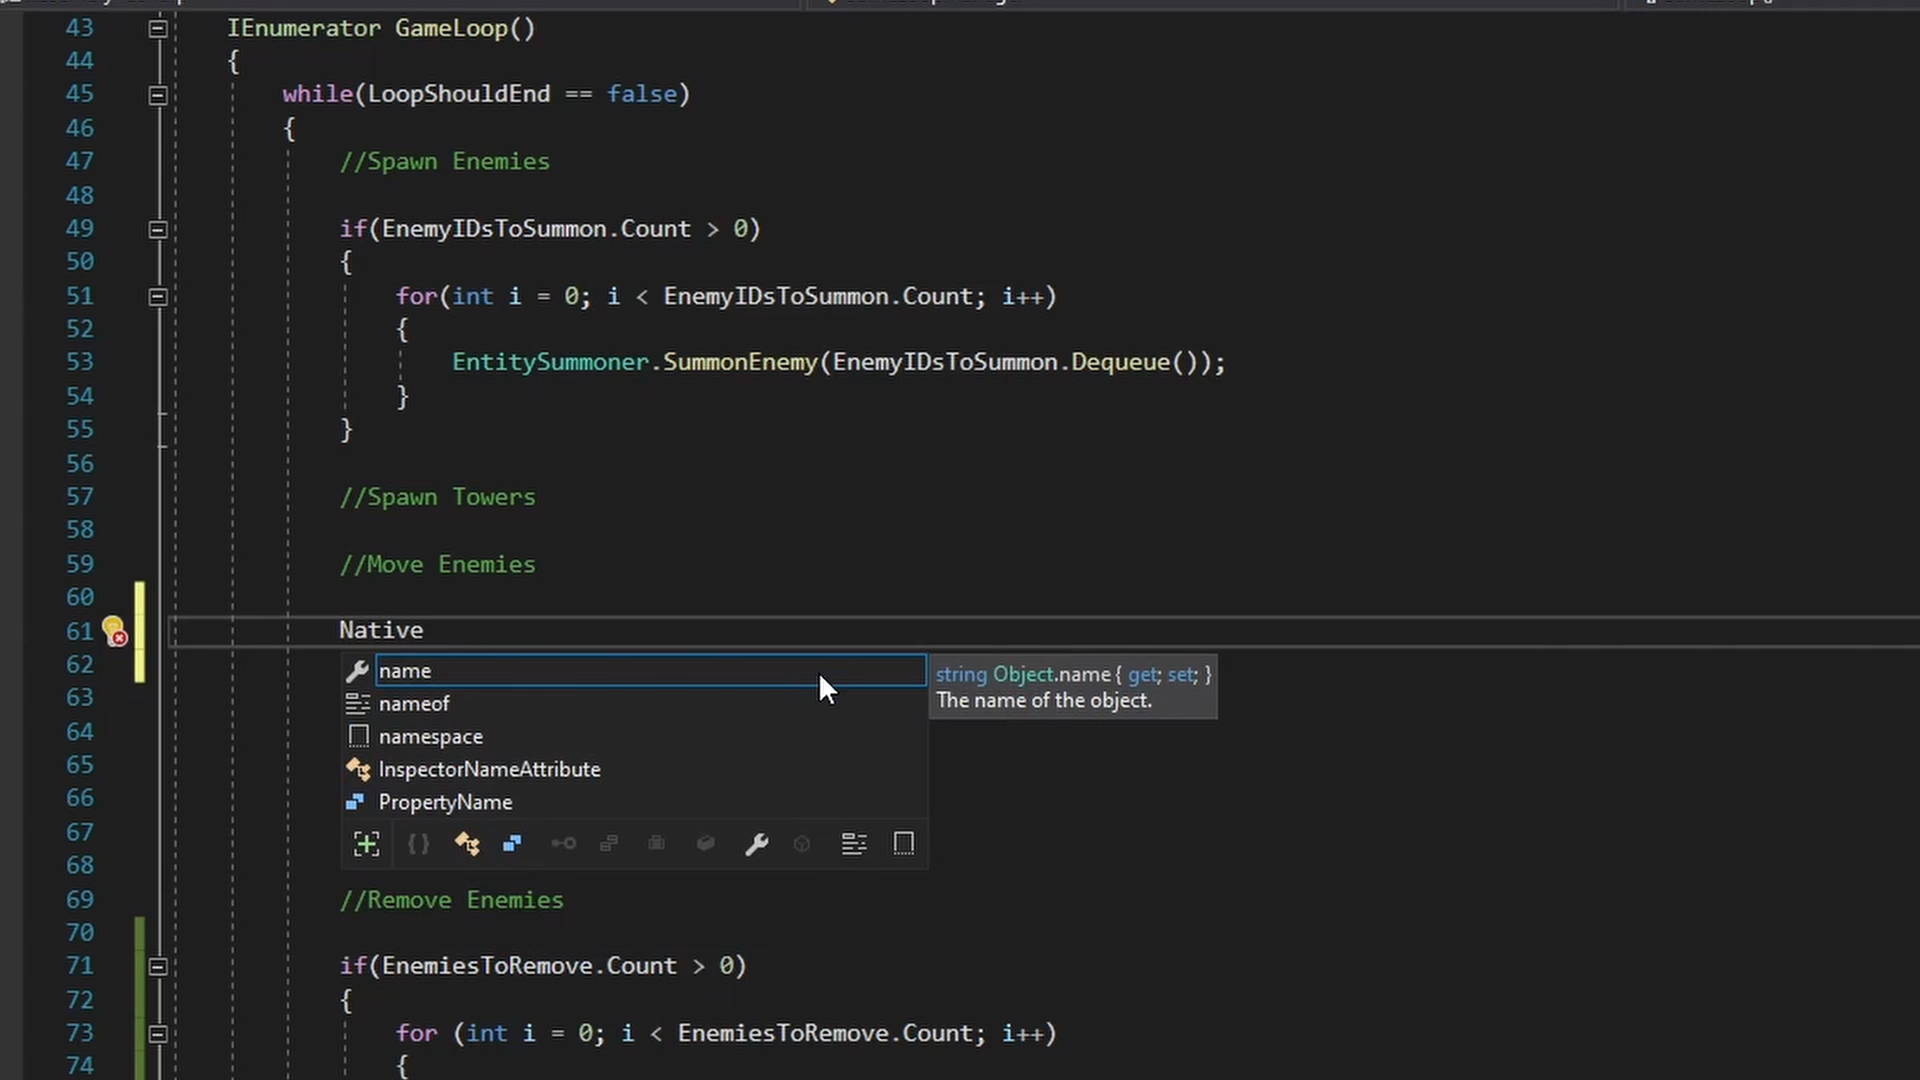 43 IEnumerator GameLoop()
44 {
45 while(LoopShouldEnd == false)
46 {
47 //Spawn Enemies
48
49 if(EnemyIDsToSummon.Count > 0)
50 {
51 for(int i = 0; i < EnemyIDsToSummon.Count; i++)
52 {
53 EntitySummoner.SummonEnemy(EnemyIDsToSummon.Dequeue());
54 }
55 }
56
57 //Spawn Towers
58
59 //Move Enemies
60
61 Native
62 name string Object.name { get; set; }
The name of the object.
63 nameof
64 namespace
65 InspectorNameAttribute
66 PropertyName
67
68
69 //Remove Enemies
70
71 if(EnemiesToRemove.Count > 0)
72 {
73 for (int i = 0; i < EnemiesToRemove.Count; i++)
74 {